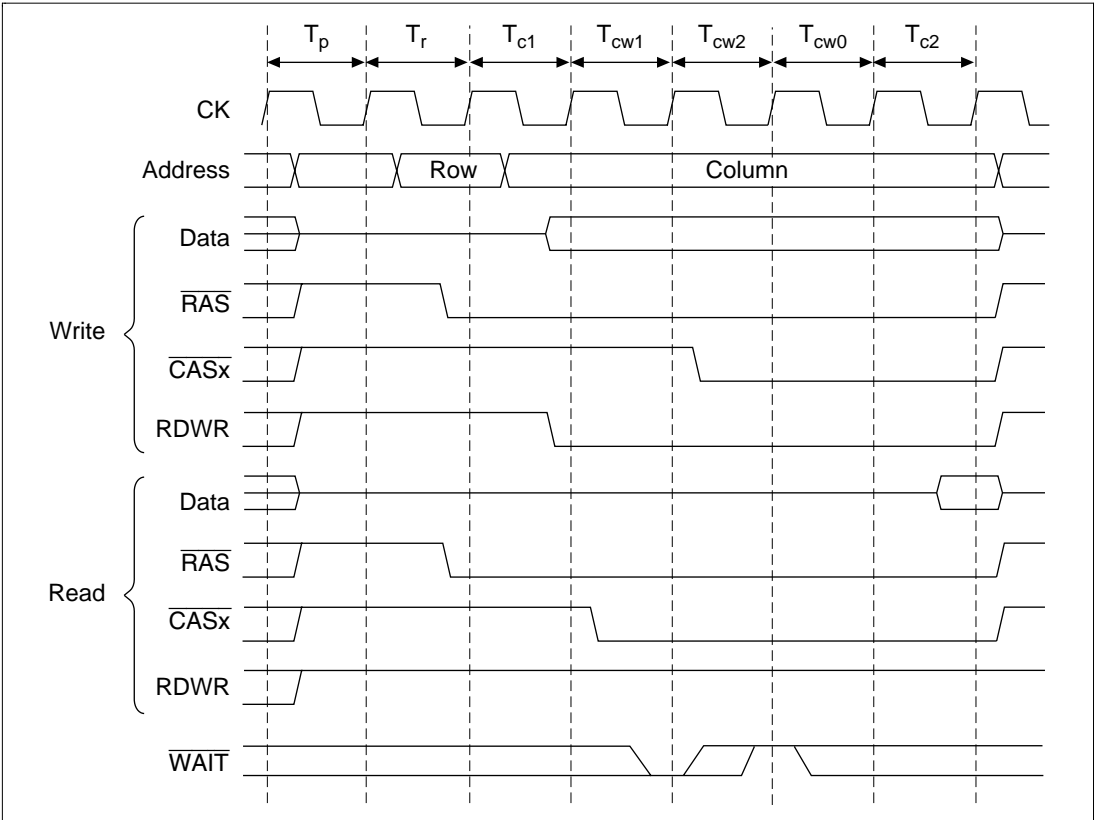 Tp Tr Tc1 Tcw1 Tcw2 Tcw0 Tc2
CK
Address Row Column
Data
RAS
Write
CASx
RDWR
Data
RAS
Read
CASx
RDWR
WAIT